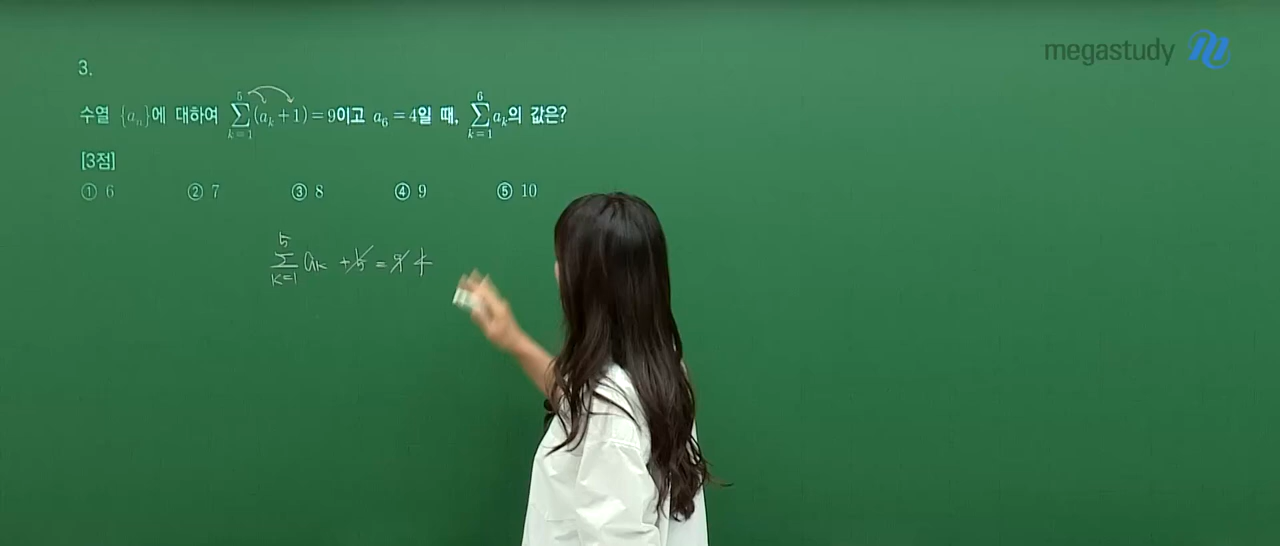 megastudy
3.
수열 {aₙ}에 대하여 ∑_{k=1}^{5}(aₖ+1)=9이고 a₆=4일 때, ∑_{k=1}^{6}aₖ의 값은?
[3점]
① 6 ② 7 ③ 8 ④ 9 ⑤ 10
∑_{k=1}^{5} aₖ +5 = 9 4